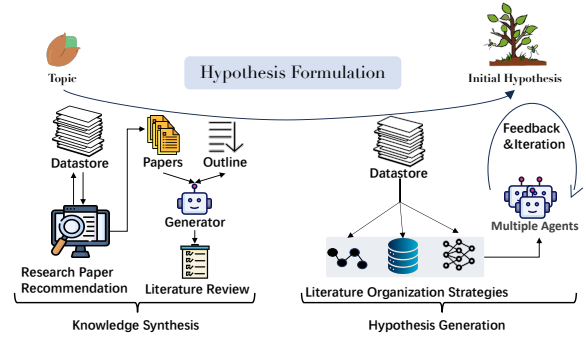 Hypothesis Formulation
Topic
Initial Hypothesis
Datastore
Papers
Outline
Generator
Research Paper
Recommendation
Literature Review
Knowledge Synthesis
Datastore
Feedback
&Iteration
Multiple Agents
Literature Organization Strategies
Hypothesis Generation